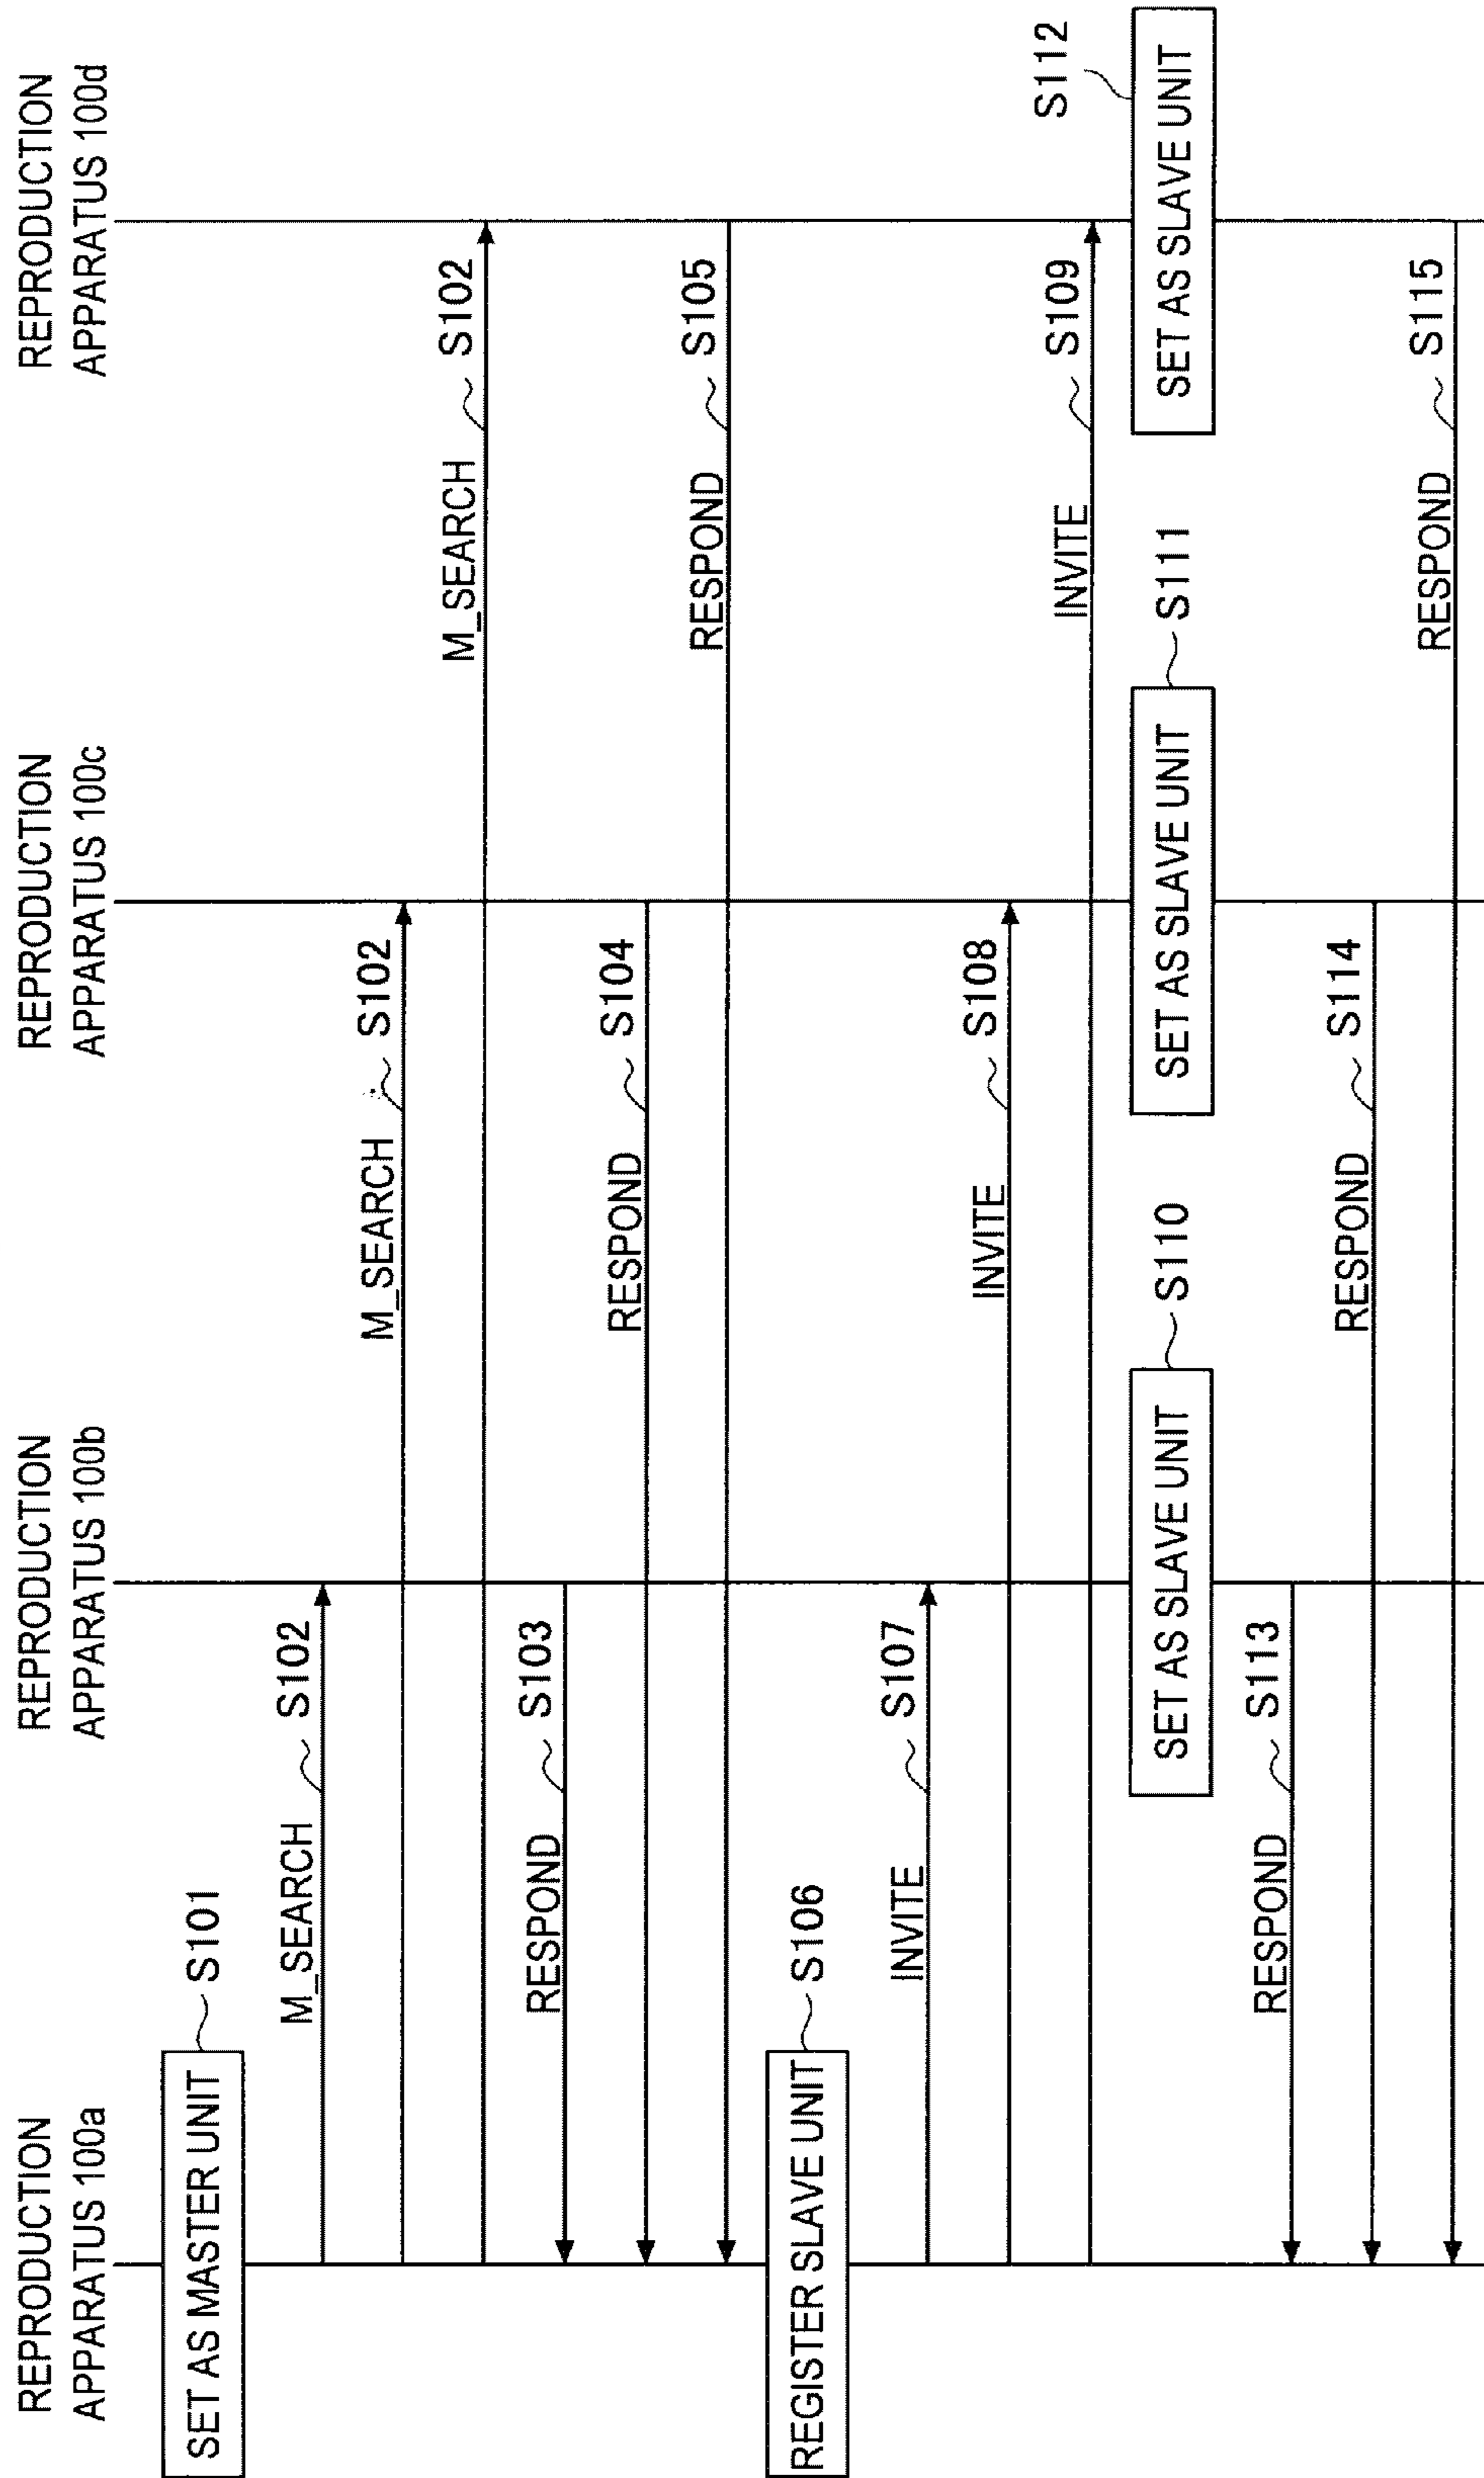 REPRODUCTION
APPARATUS 100a
REPRODUCTION
APPARATUS 100b
REPRODUCTION
APPARATUS 100c
REPRODUCTION
APPARATUS 100d
SET AS MASTER UNIT
S101
M_SEARCH
S102
M_SEARCH
S102
M_SEARCH
S102
RESPOND
S103
RESPOND
S104
RESPOND
S105
REGISTER SLAVE UNIT
S106
INVITE
S107
INVITE
S108
INVITE
S109
SET AS SLAVE UNIT
S110
SET AS SLAVE UNIT
S111
SET AS SLAVE UNIT
S112
RESPOND
S113
RESPOND
S114
RESPOND
S115